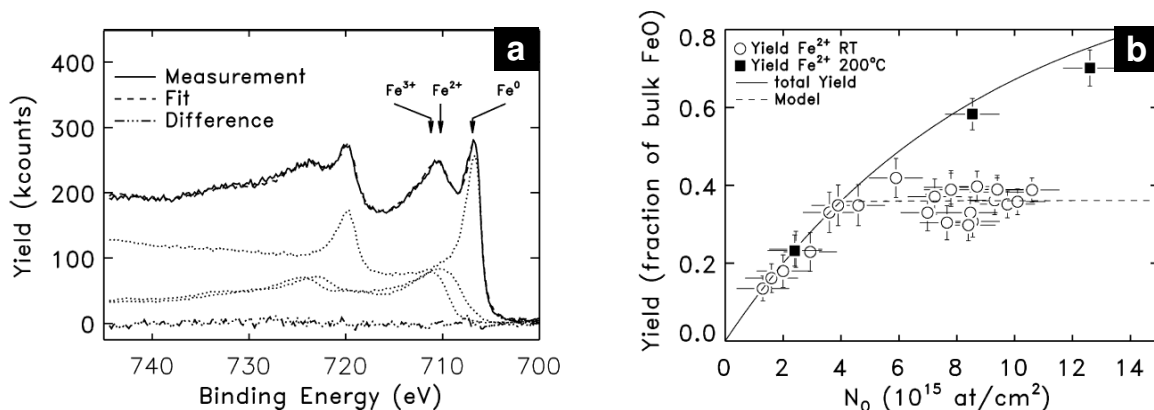 a
Yield (kcounts)
400
300
200
100
0
Measurement
Fit
Difference
Fe³⁺
Fe²⁺
Fe⁰
740
730
720
710
700
Binding Energy (eV)
b
Yield (fraction of bulk FeO)
0.8
0.6
0.4
0.2
0.0
Yield Fe²⁺ RT
Yield Fe²⁺ 200°C
total Yield
Model
0
2
4
6
8
10
12
14
N₀ (10¹⁵ at/cm²)